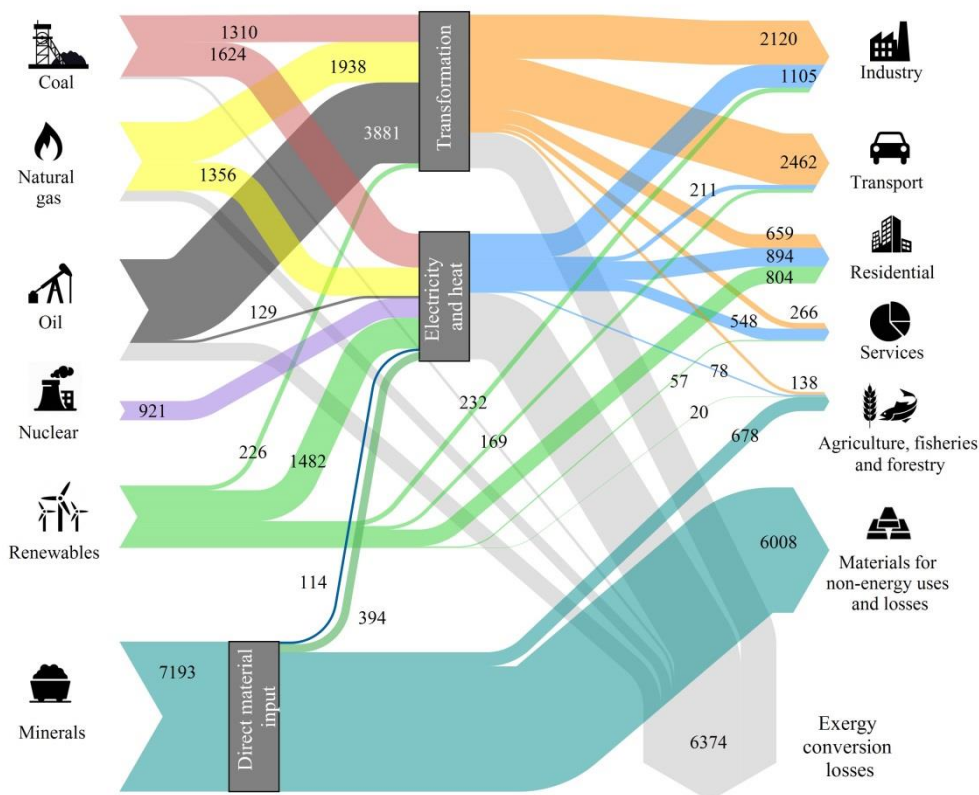 Coal
Natural
gas
Oil
Nuclear
Renewables
Minerals
1310
1624
1938
3881
1356
129
921
226
1482
114
394
7193
Transformation
Electricity
and heat
Direct material
input
2120
1105
2462
211
659
894
804
266
548
57
78
138
232
169
20
678
6008
6374
Industry
Transport
Residential
Services
Agriculture, fisheries
and forestry
Materials for
non-energy uses
and losses
Exergy
conversion
losses